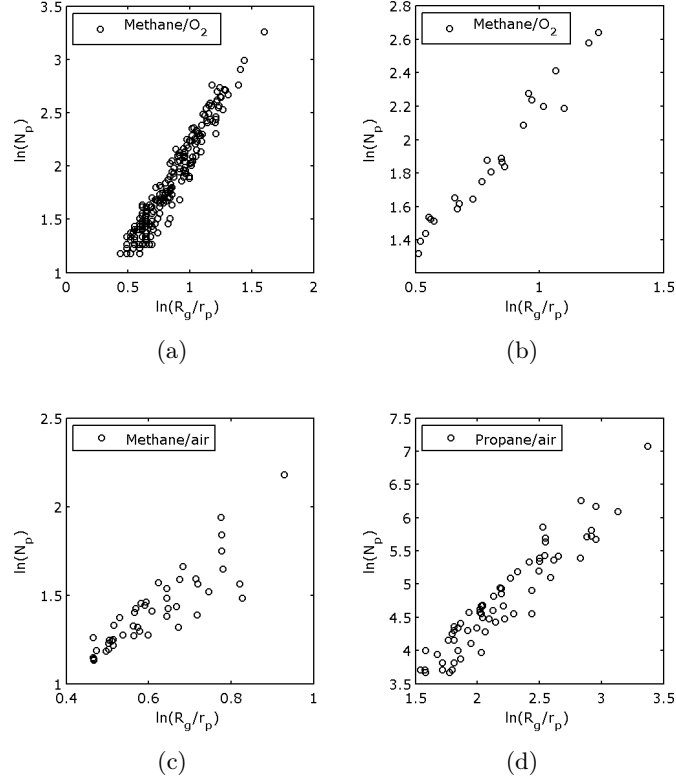 Methane/O₂
3.5
3
2.5
2
1.5
1
ln(Nₚ)
0 0.5 1 1.5 2
ln(R_g/rₚ)
(a)
Methane/O₂
2.8
2.6
2.4
2.2
2
1.8
1.6
1.4
ln(Nₚ)
0.5 1 1.5
ln(R_g/rₚ)
(b)
Methane/air
2.5
2
1.5
1
ln(Nₚ)
0.4 0.6 0.8 1
ln(R_g/rₚ)
(c)
Propane/air
7.5
7
6.5
6
5.5
5
4.5
4
3.5
ln(Nₚ)
1.5 2 2.5 3 3.5
ln(R_g/rₚ)
(d)